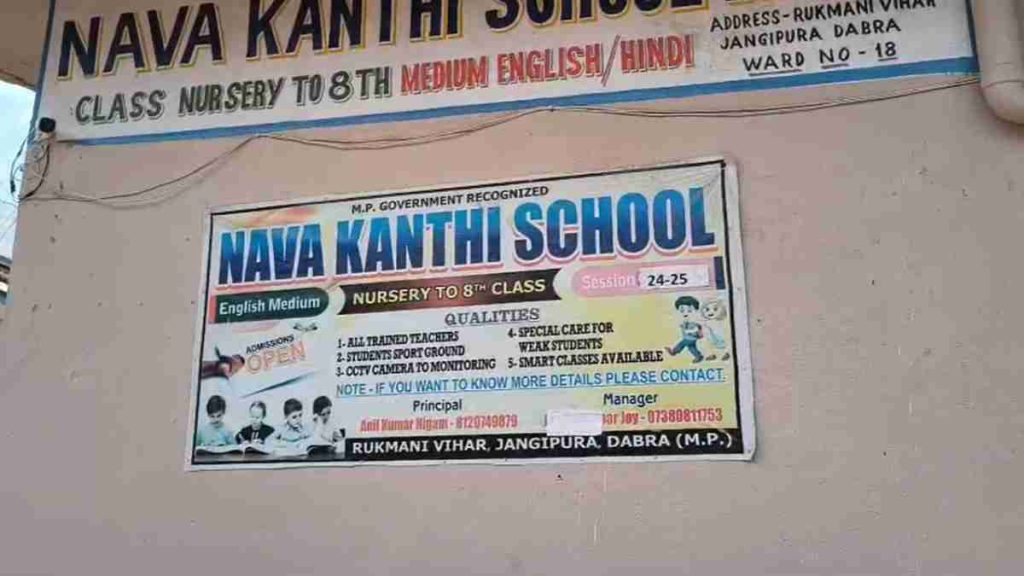 NAVA KANTHI SCHOOL
ADDRESS-RUKMANI VIHAR
JANGIPURA DABRA
WARD NO - 18
CLASS NURSERY TO 8TH MEDIUM ENGLISH/HINDI
M.P. GOVERNMENT RECOGNIZED
NAVA KANTHI SCHOOL
English Medium
NURSERY TO 8TH CLASS
Session 24-25
ADMISSIONS
OPEN
QUALITIES
1- ALL TRAINED TEACHERS
2- STUDENTS SPORT GROUND
3- CCTV CAMERA TO MONITORING
4- SPECIAL CARE FOR
WEAK STUDENTS
5- SMART CLASSES AVAILABLE
NOTE - IF YOU WANT TO KNOW MORE DETAILS PLEASE CONTACT.
Principal
Anil Kumar Nigam - 8120749879
Manager
Joy - 07380811753
RUKMANI VIHAR, JANGIPURA, DABRA (M.P.)